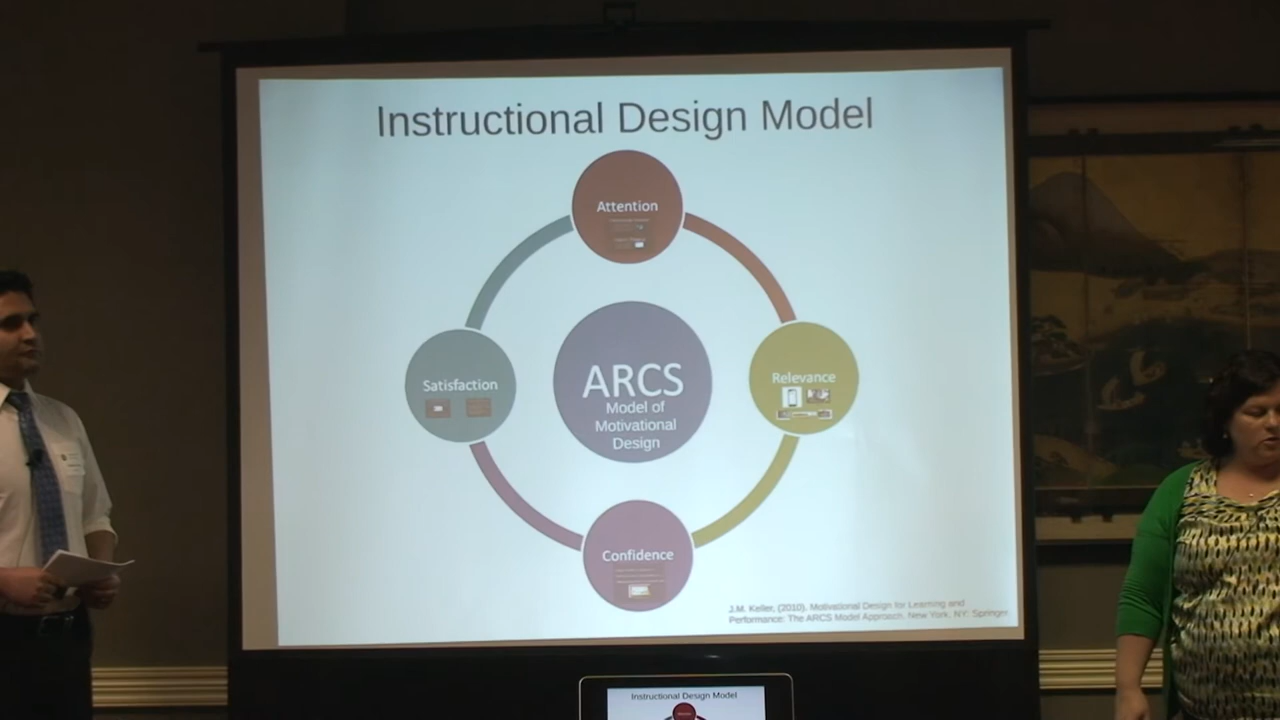 Instructional Design Model
Attention
Satisfaction
ARCS
Model of
Motivational
Design
Relevance
Confidence
J.M. Keller, (2010). Motivational Design for Learning and
Performance: The ARCS Model Approach. New York, NY: Springer.
Instructional Design Model